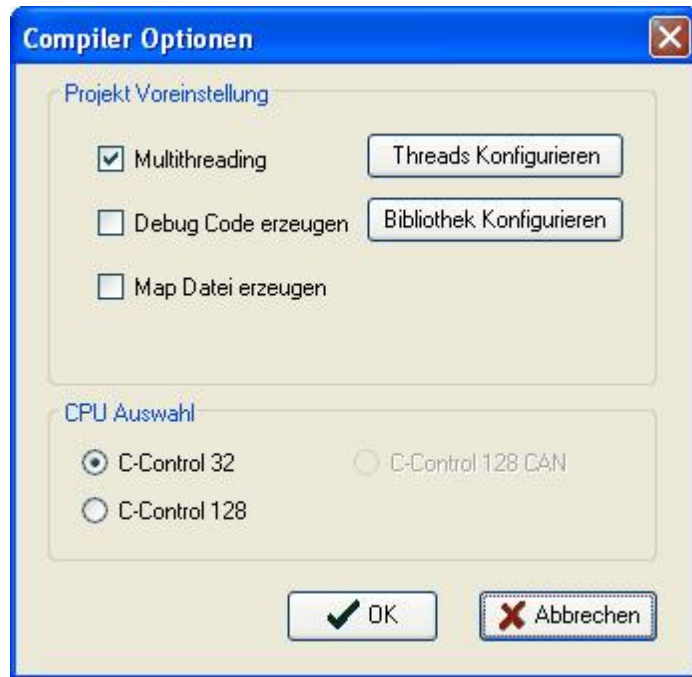 Compiler Optionen
Projekt Voreinstellung
Multithreading
Threads Konfigurieren
Debug Code erzeugen
Bibliothek Konfigurieren
Map Datei erzeugen
CPU Auswahl
C-Control 32
C-Control 128 CAN
C-Control 128
OK
Abbrechen